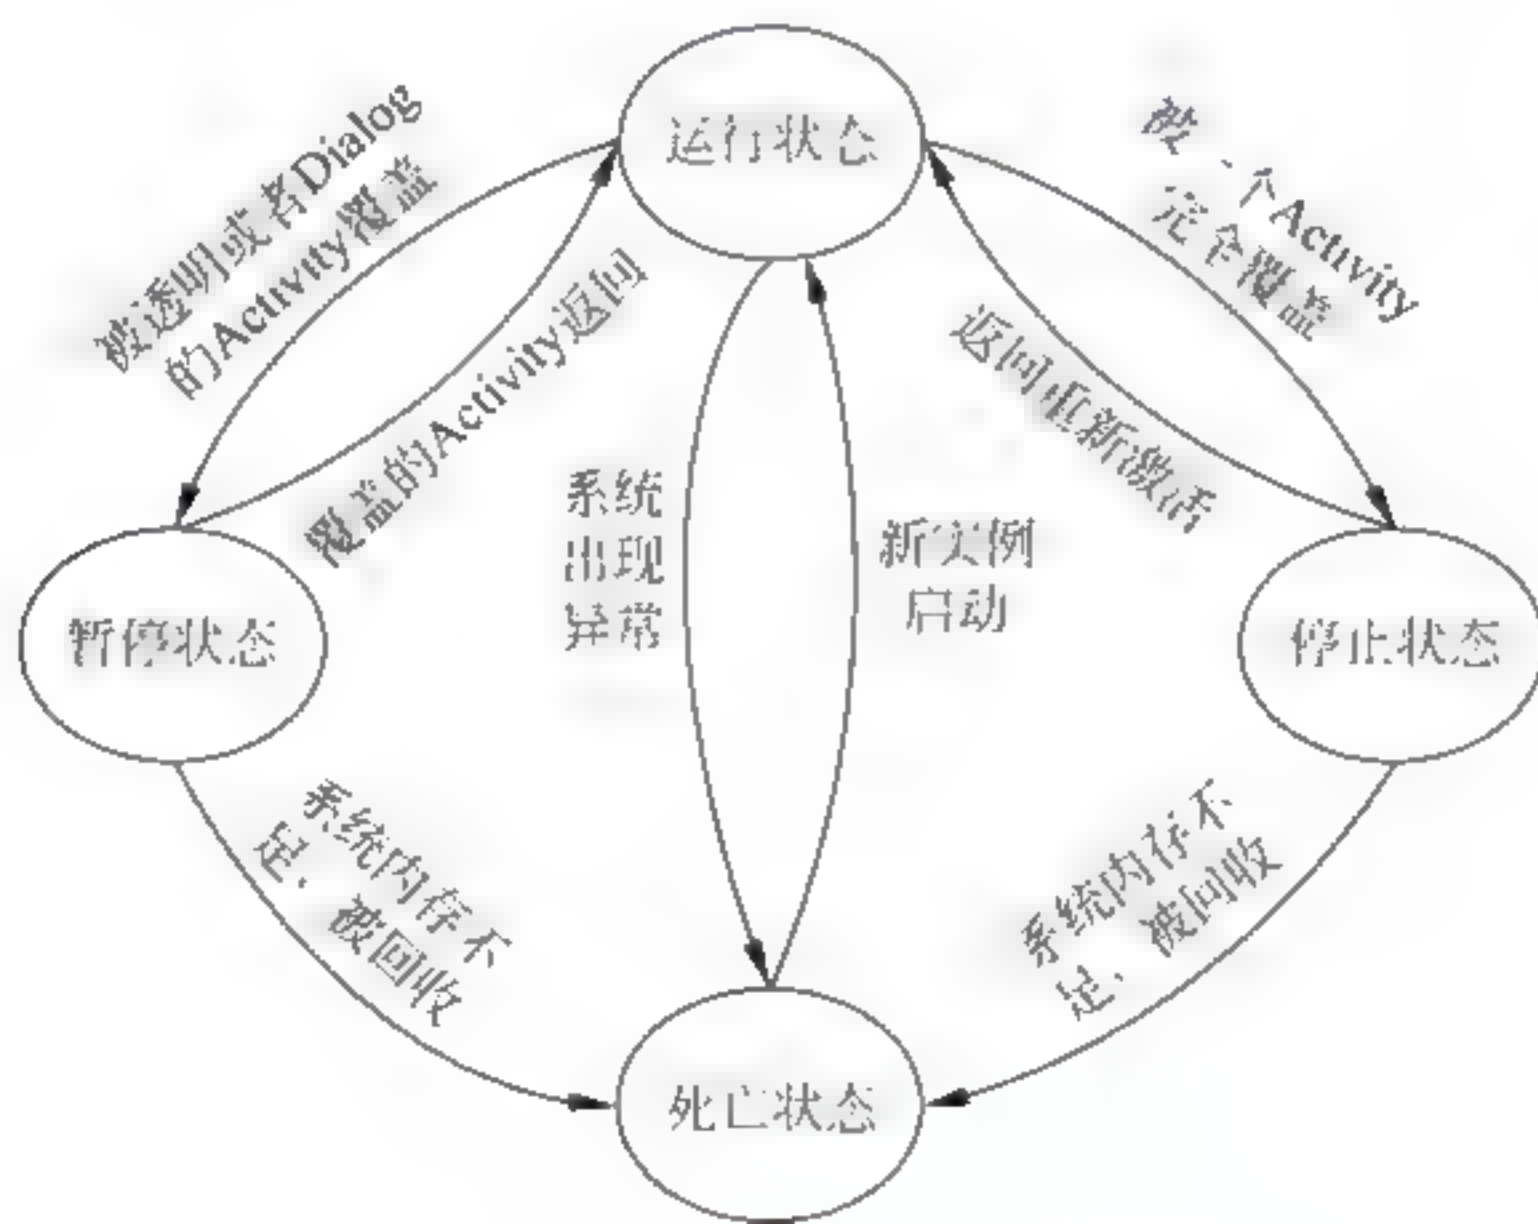 运行状态
被透明或者Dialog
的Activity覆盖
覆盖的Activity返回
被一个Activity
完全覆盖
返回重新激活
系统
出现
异常
新实例
启动
暂停状态
停止状态
系统内存不
足、被回收
系统内存不
足、被回收
死亡状态